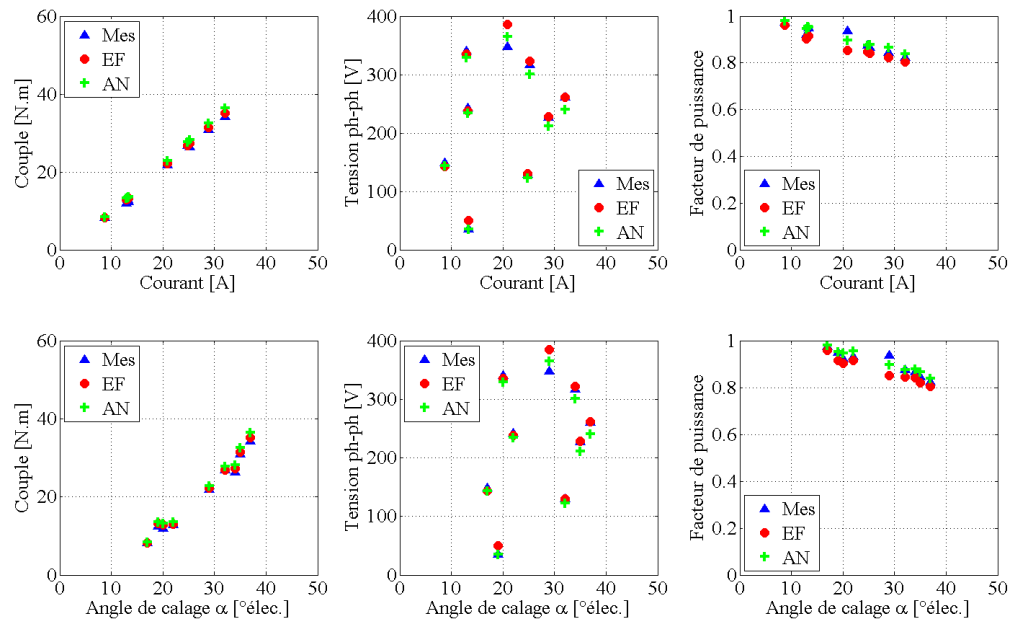 60
40
20
0
Couple [N.m]
Mes
EF
AN
0 10 20 30 40 50
Courant [A]
400
300
200
100
0
Tension ph-ph [V]
Mes
EF
AN
0 10 20 30 40 50
Courant [A]
1
0.8
0.6
0.4
0.2
0
Facteur de puissance
Mes
EF
AN
0 10 20 30 40 50
Courant [A]
60
40
20
0
Couple [N.m]
Mes
EF
AN
0 10 20 30 40 50
Angle de calage α [°élec.]
400
300
200
100
0
Tension ph-ph [V]
Mes
EF
AN
0 10 20 30 40 50
Angle de calage α [°élec.]
1
0.8
0.6
0.4
0.2
0
Facteur de puissance
Mes
EF
AN
0 10 20 30 40 50
Angle de calage α [°élec.]